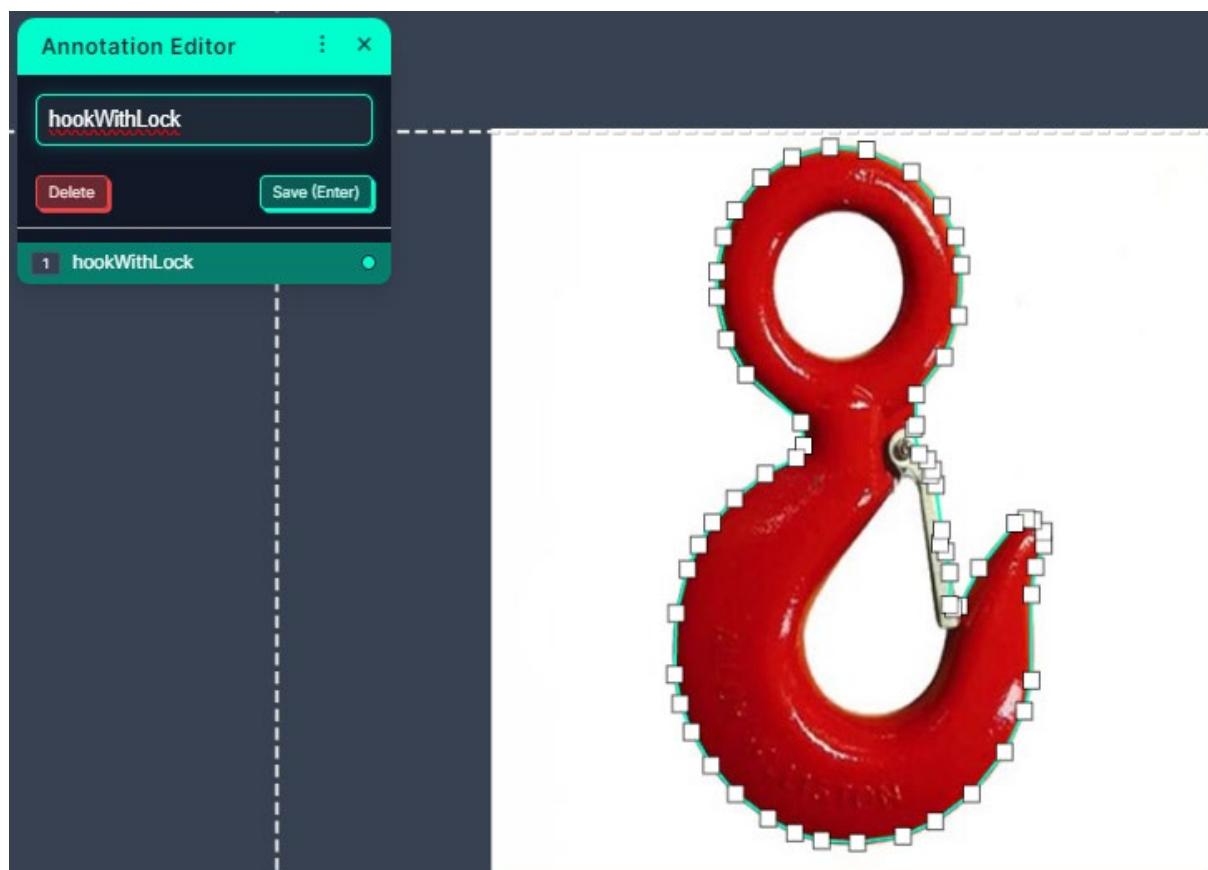 Annotation Editor
hookWithLock
Delete
Save (Enter)
1 hookWithLock